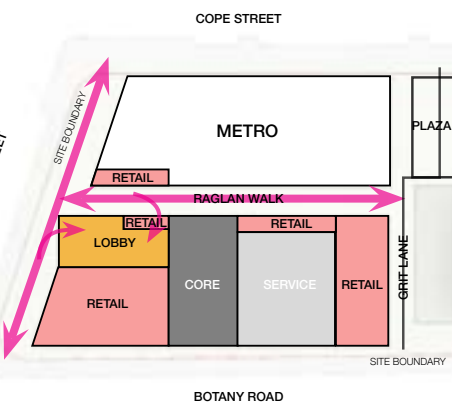 COPE STREET
SITE BOUNDARY
METRO
PLAZA
RETAIL
RAGLAN WALK
RETAIL
RETAIL
LOBBY
CORE
SERVICE
RETAIL
GRIT LANE
RETAIL
SITE BOUNDARY
BOTANY ROAD